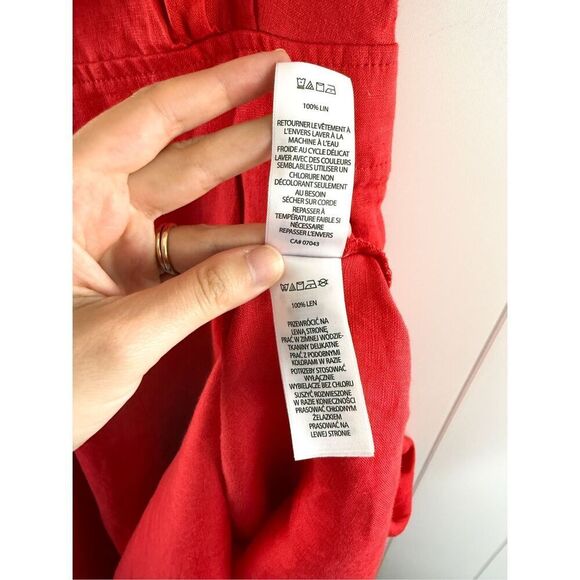 100% LIN
RETOURNER LE VÊTEMENT À
L'ENVERS LAVER À LA
MACHINE À L'EAU
FROIDE AU CYCLE DÉLICAT
LAVER AVEC DES COULEURS
SEMBLABLES UTILISER UN
CHLORURE NON
DÉCOLORANT SEULEMENT
AU BESOIN
SÉCHER SUR CORDE
REPASSER À
TEMPÉRATURE FAIBLE SI
NÉCESSAIRE
REPASSER L'ENVERS
CA# 07043
100% LEN
PRZEWRÓCIĆ NA
LEWĄ STRONĘ
PRAĆ W ZIMNEJ WODZIE-
TKANINY DELIKATNE
PRAĆ Z PODOBNYMI
KOLORAMI W RAZIE
POTRZEBY STOSOWAĆ
WYŁĄCZNIE
WYBIELACZE BEZ CHLORU
SUSZYĆ ROZWIESZONE
W RAZIE KONIECZNOŚCI
PRASOWAĆ CHŁODNYM
ŻELAZKIEM
PRASOWAĆ NA
LEWEJ STRONIE